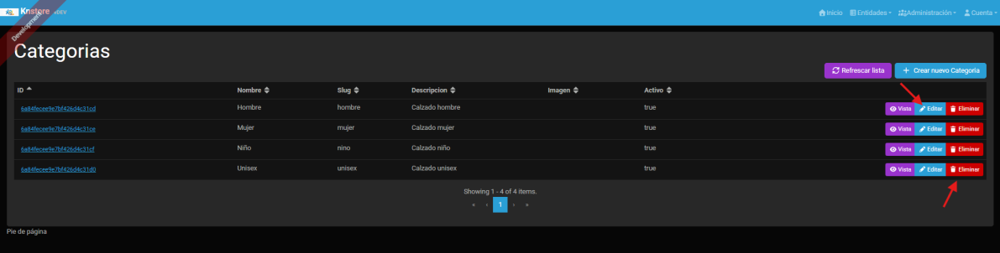 Knstore vDEV
Inicio Entidades Administración Cuenta
Development
Categorias
Refrescar lista Crear nuevo Categoria
ID Nombre Slug Descripcion Imagen Activo
6a84fecee9e7bf426d4c31cd Hombre hombre Calzado hombre true Vista Editar Eliminar
6a84fecee9e7bf426d4c31ce Mujer mujer Calzado mujer true Vista Editar Eliminar
6a84fecee9e7bf426d4c31cf Niño nino Calzado niño true Vista Editar Eliminar
6a84fecee9e7bf426d4c31d0 Unisex unisex Calzado unisex true Vista Editar Eliminar
Showing 1 - 4 of 4 items.
« ‹ 1 › »
Pie de página